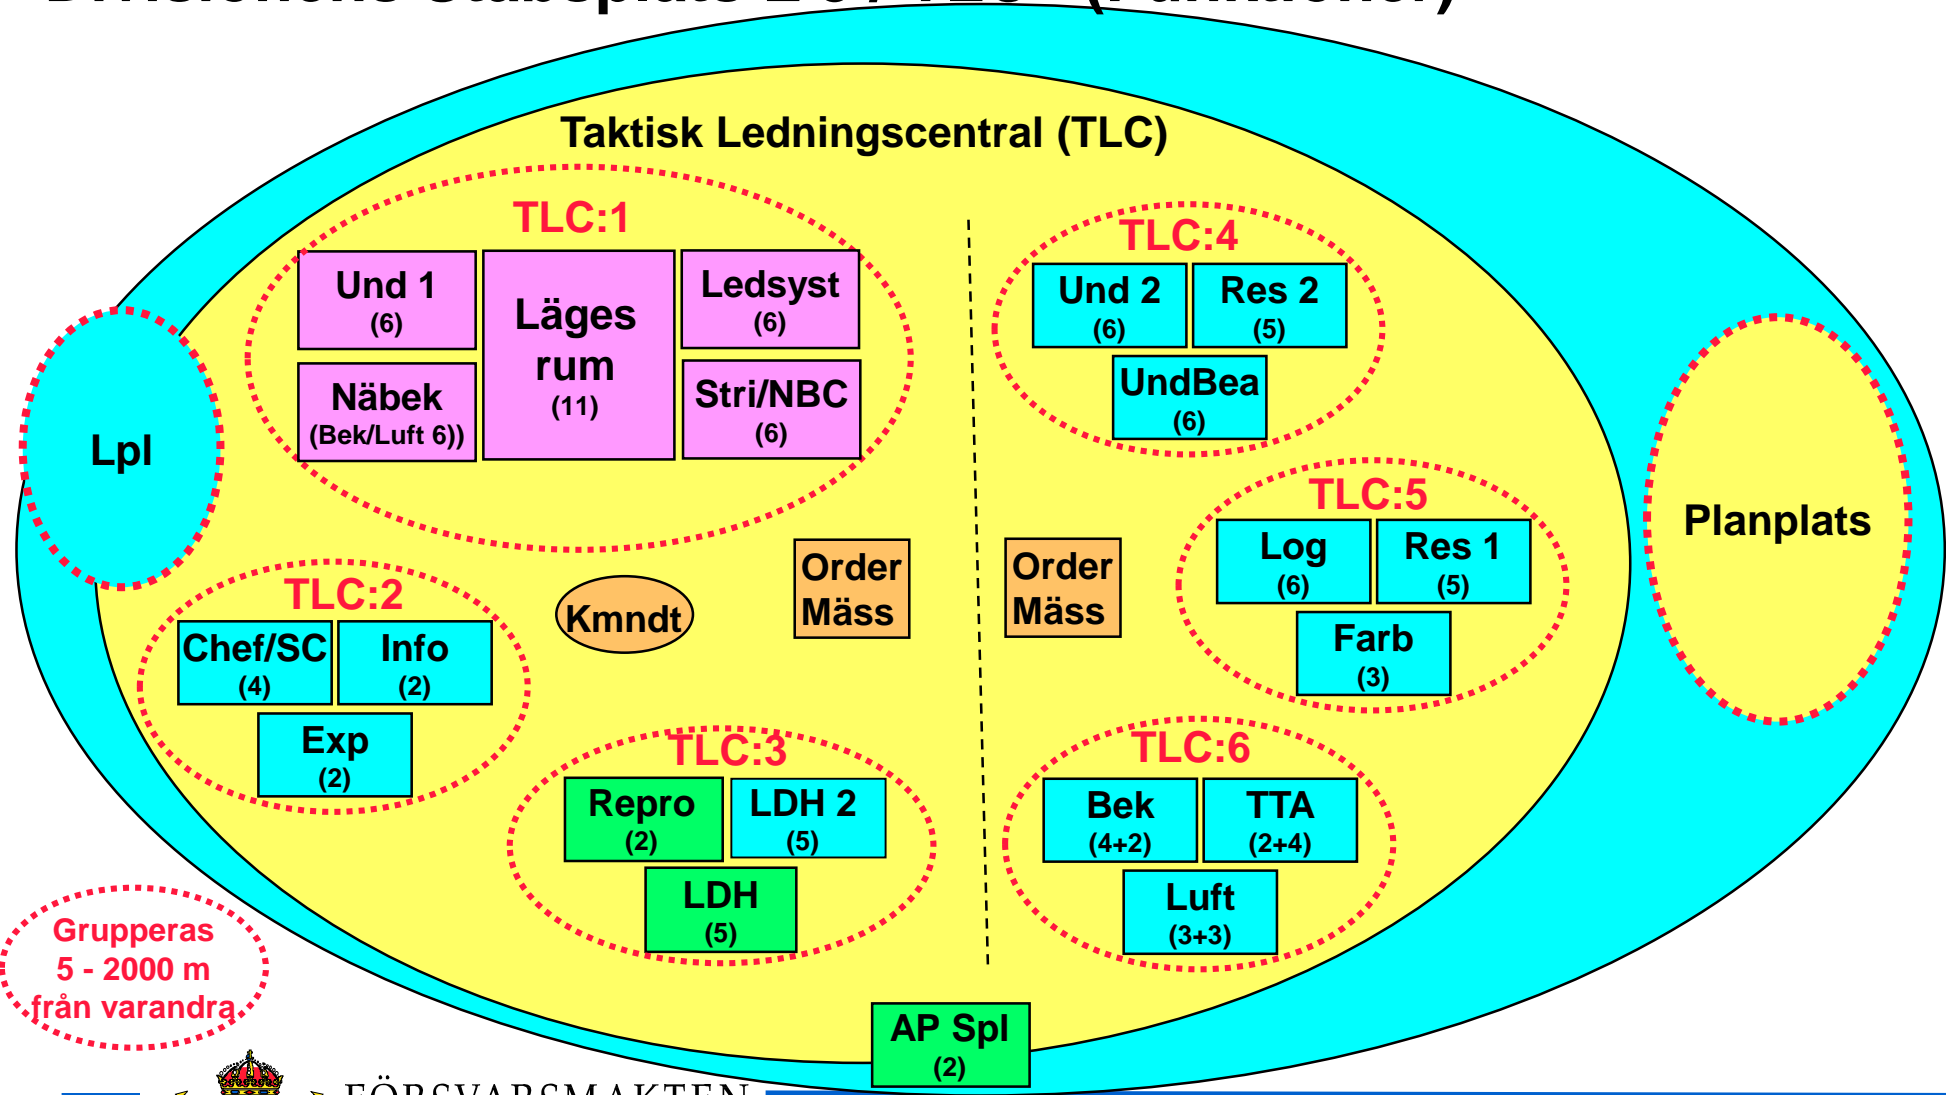 Taktisk Ledningscentral (TLC)
TLC:1
Und 1
(6)
Läges
rum
(11)
Ledsyst
(6)
Näbek
(Bek/Luft 6))
Stri/NBC
(6)
TLC:4
Und 2
(6)
Res 2
(5)
UndBea
(6)
Lpl
Planplats
TLC:5
Log
(6)
Res 1
(5)
Farb
(3)
Order
Mäss
Order
Mäss
Kmndt
TLC:2
Chef/SC
(4)
Info
(2)
Exp
(2)
TLC:3
Repro
(2)
LDH 2
(5)
LDH
(5)
TLC:6
Bek
(4+2)
TTA
(2+4)
Luft
(3+3)
Grupperas
5 - 2000 m
från varandra
AP Spl
(2)
FÖRSVARSMAKTEN